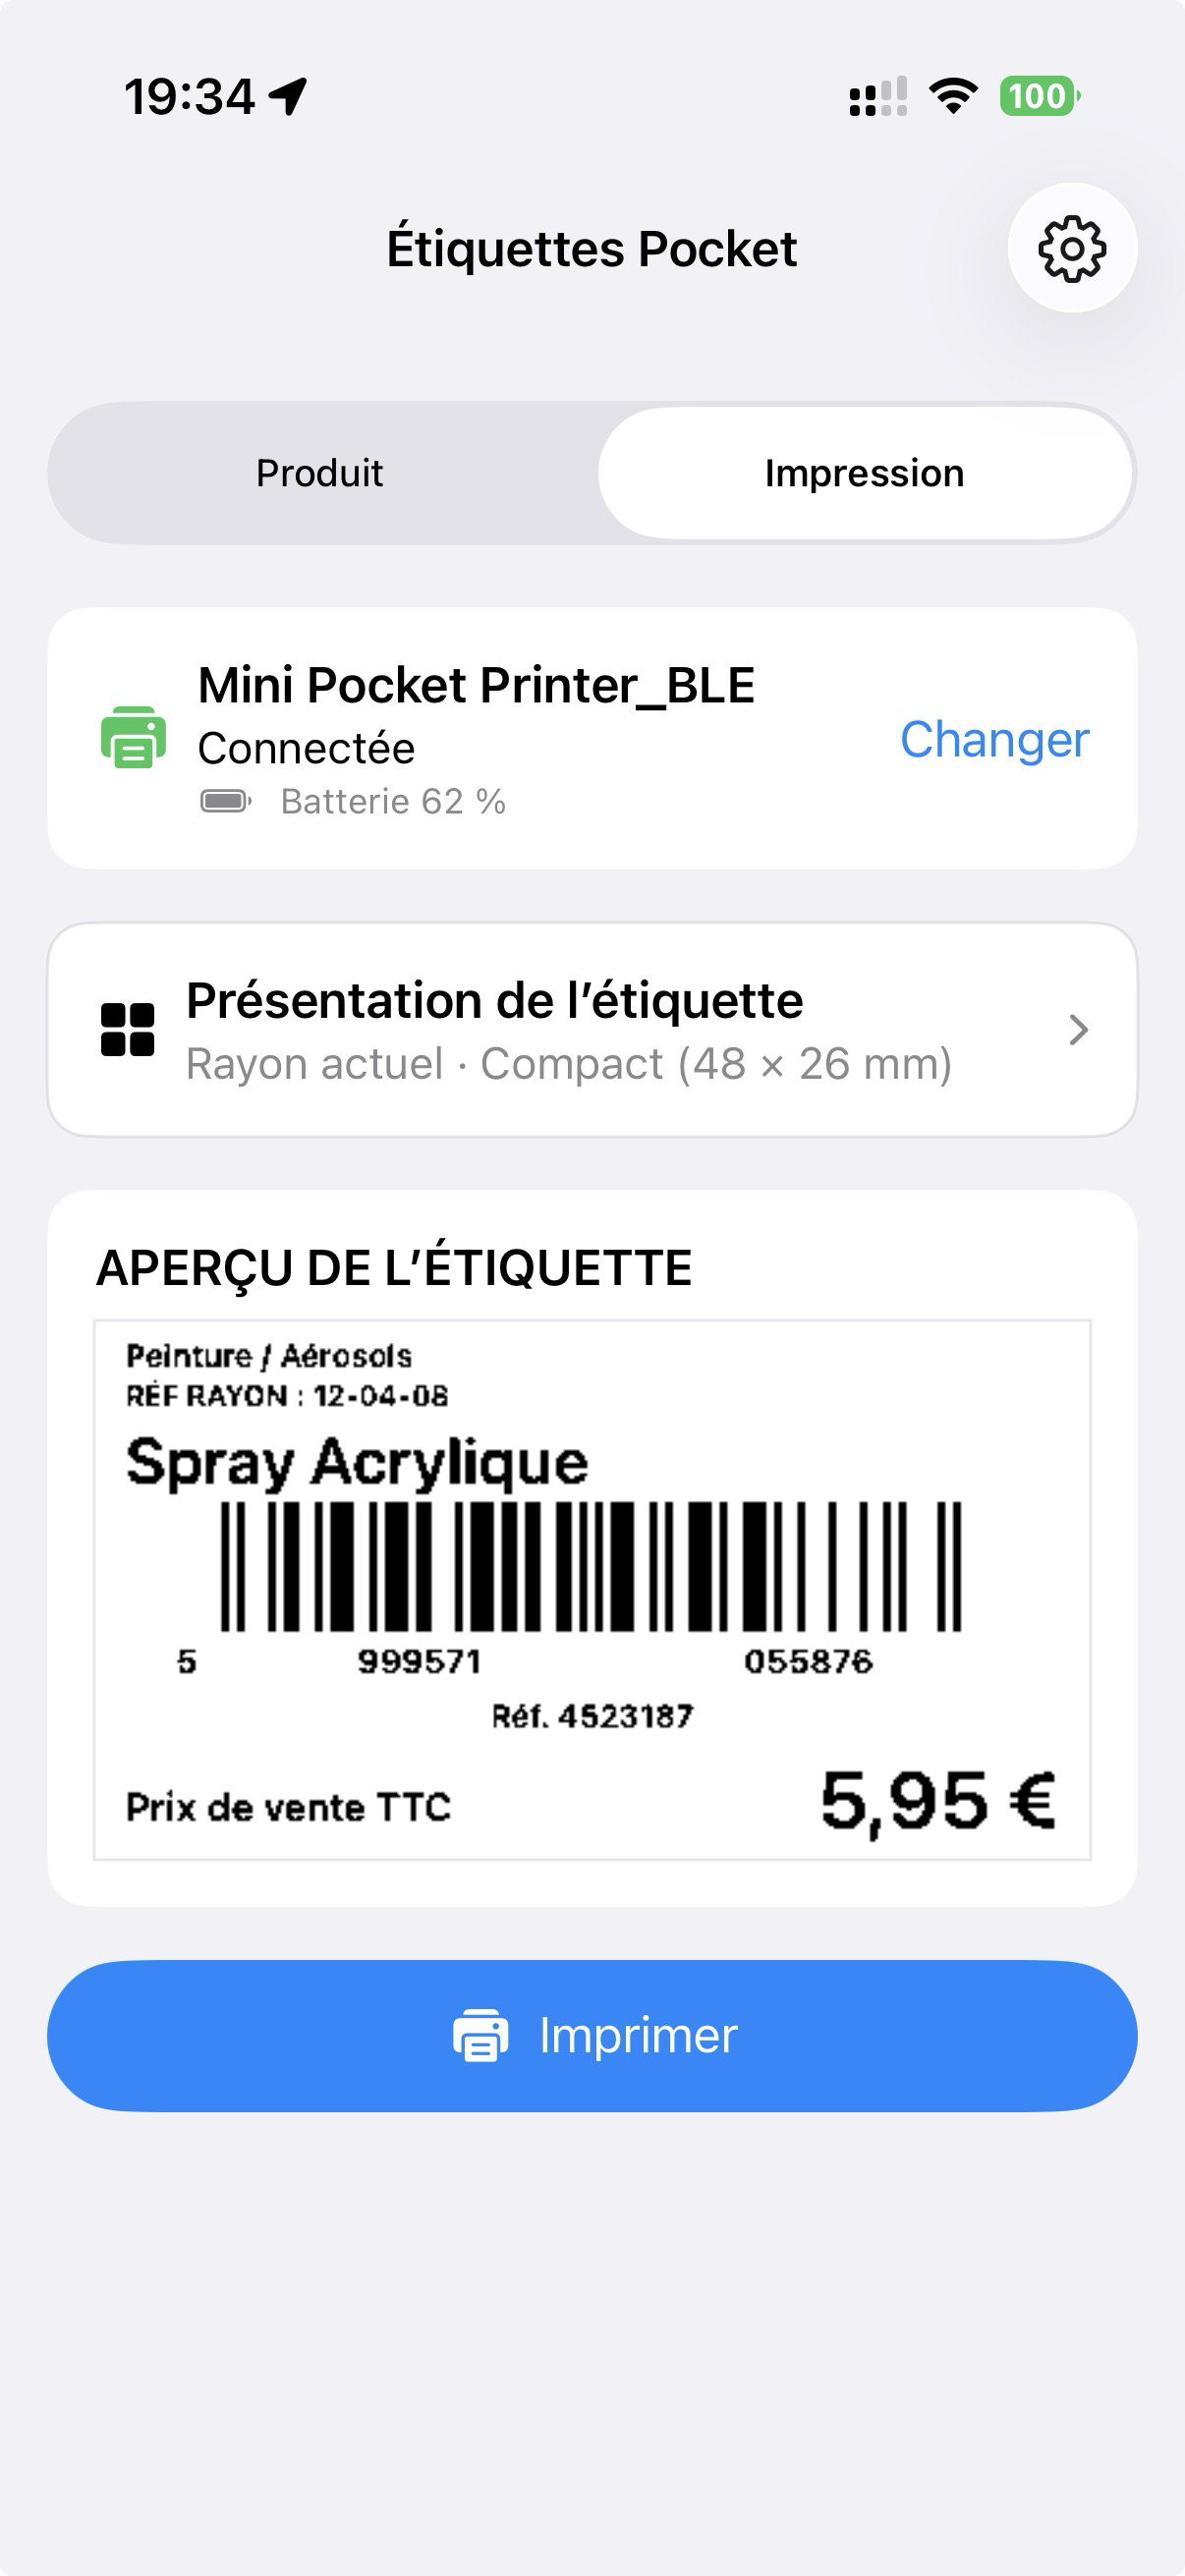 19:34
100
Étiquettes Pocket
Produit
Impression
Mini Pocket Printer_BLE
Connectée
Changer
Batterie 62 %
Présentation de l’étiquette
Rayon actuel · Compact (48 × 26 mm)
APERÇU DE L’ÉTIQUETTE
Peinture / Aérosols
RÉF RAYON : 12-04-08
Spray Acrylique
5 999571 055876
Réf. 4523187
Prix de vente TTC
5,95 €
Imprimer